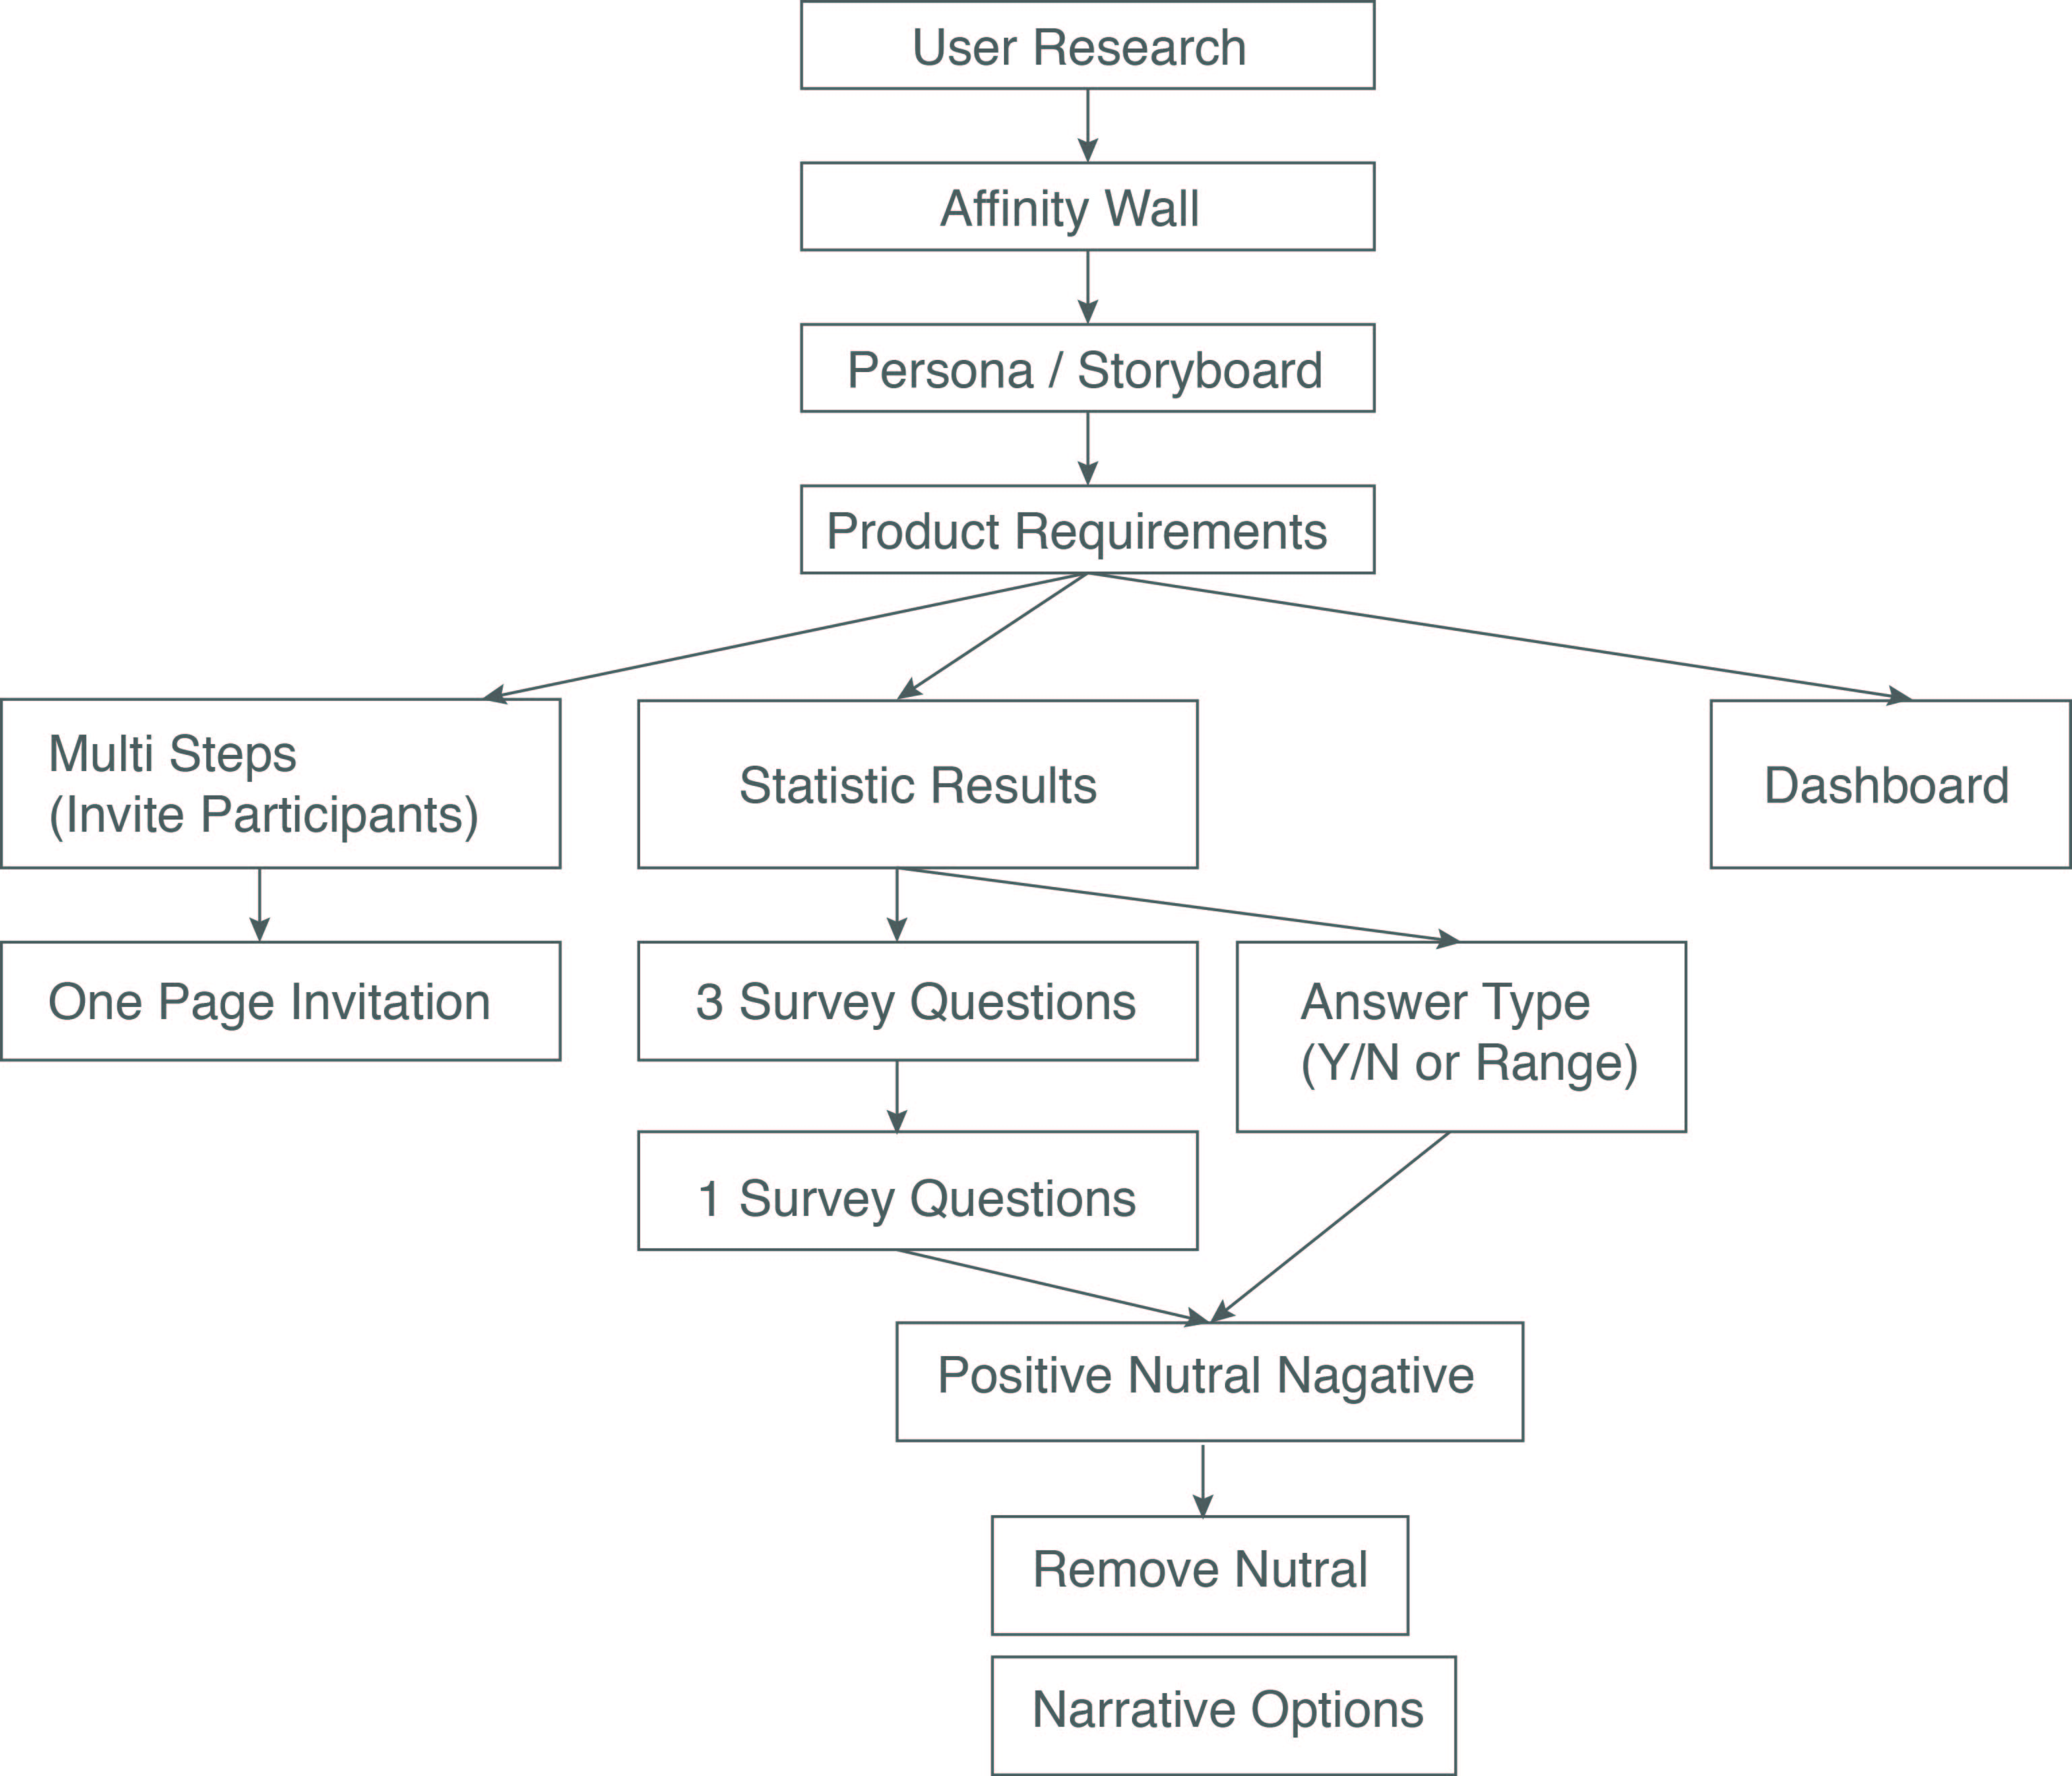 User Research
Affinity Wall
Persona / Storyboard
Product Requirements
Multi Steps
(Invite Participants)
Statistic Results
Dashboard
One Page Invitation
3 Survey Questions
Answer Type
(Y/N or Range)
1 Survey Questions
Positive Nutral Nagative
Remove Nutral
Narrative Options